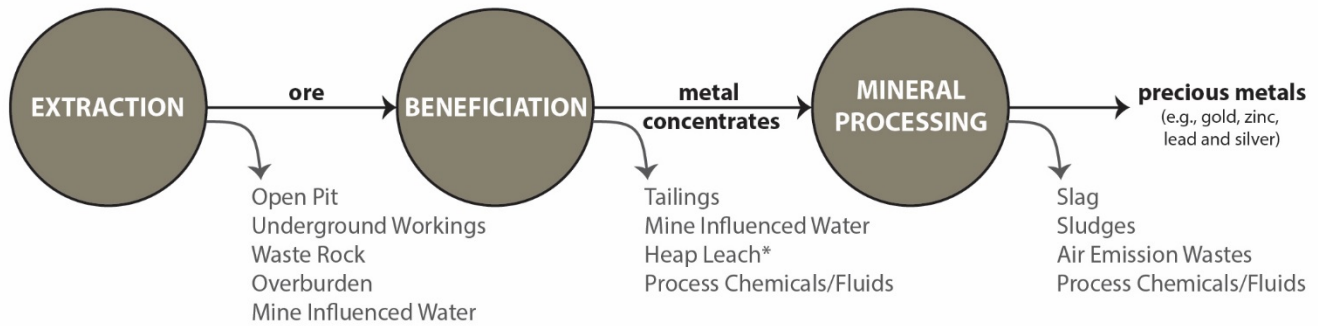 EXTRACTION
ore
BENEFICIATION
metal
concentrates
MINERAL
PROCESSING
precious metals
(e.g., gold, zinc,
lead and silver)
Open Pit
Underground Workings
Waste Rock
Overburden
Mine Influenced Water
Tailings
Mine Influenced Water
Heap Leach*
Process Chemicals/Fluids
Slag
Sludges
Air Emission Wastes
Process Chemicals/Fluids